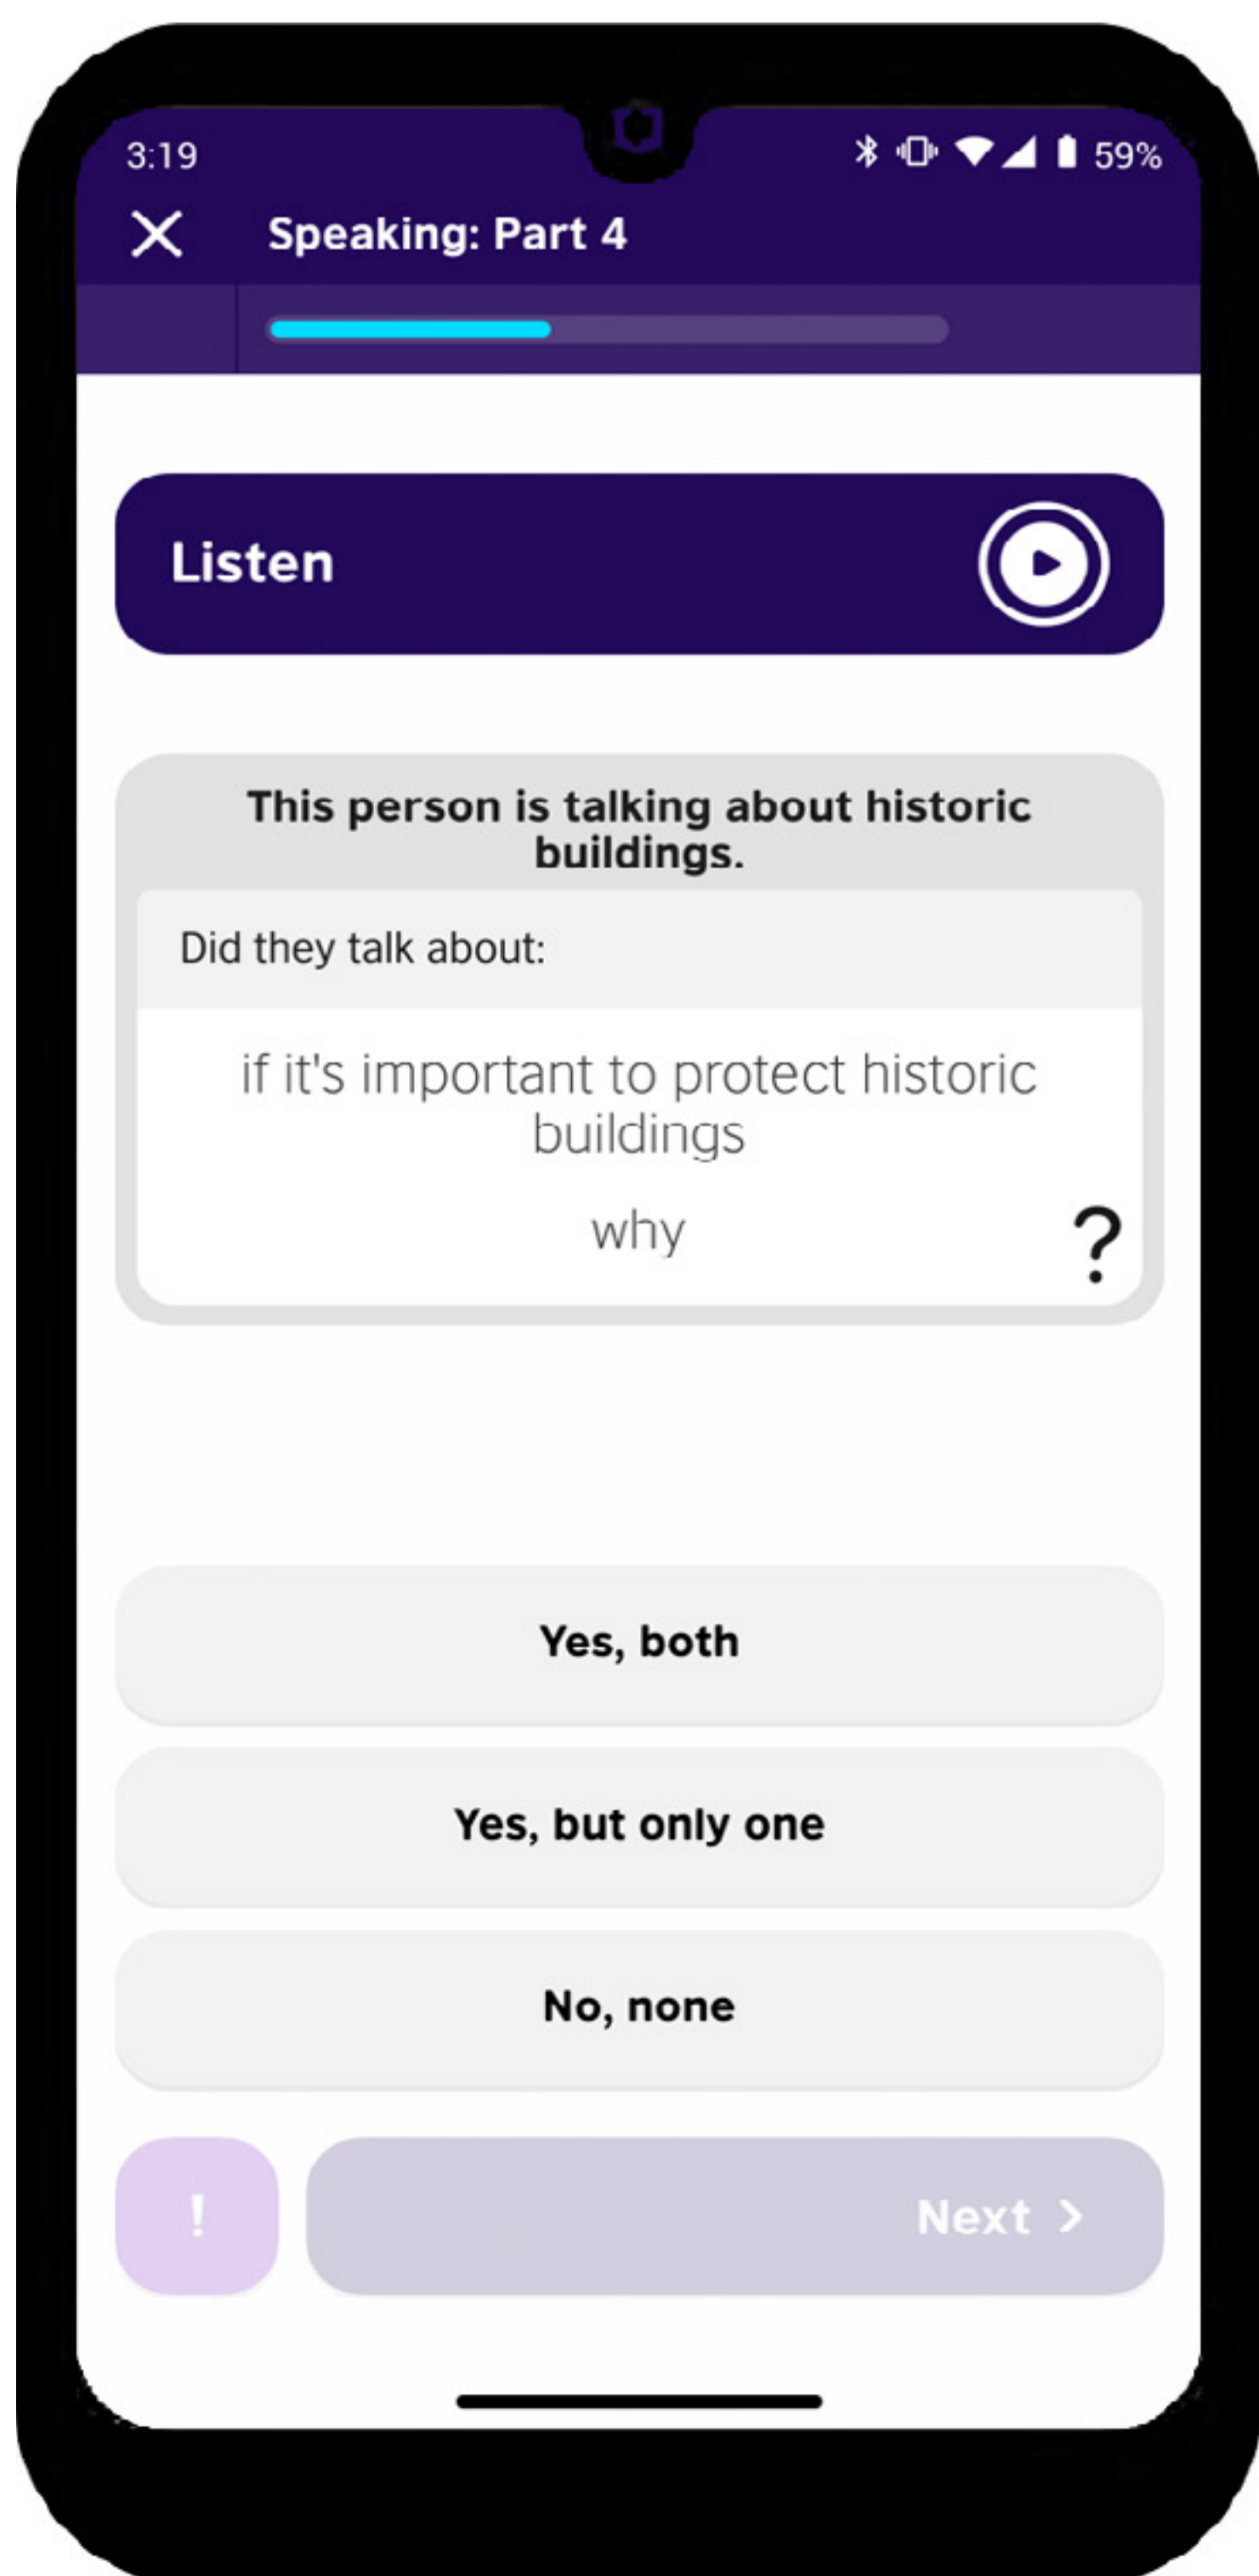 3:19
59%
Speaking: Part 4
Listen
This person is talking about historic
buildings.
Did they talk about:
if it's important to protect historic
buildings
why
?
Yes, both
Yes, but only one
No, none
!
Next >